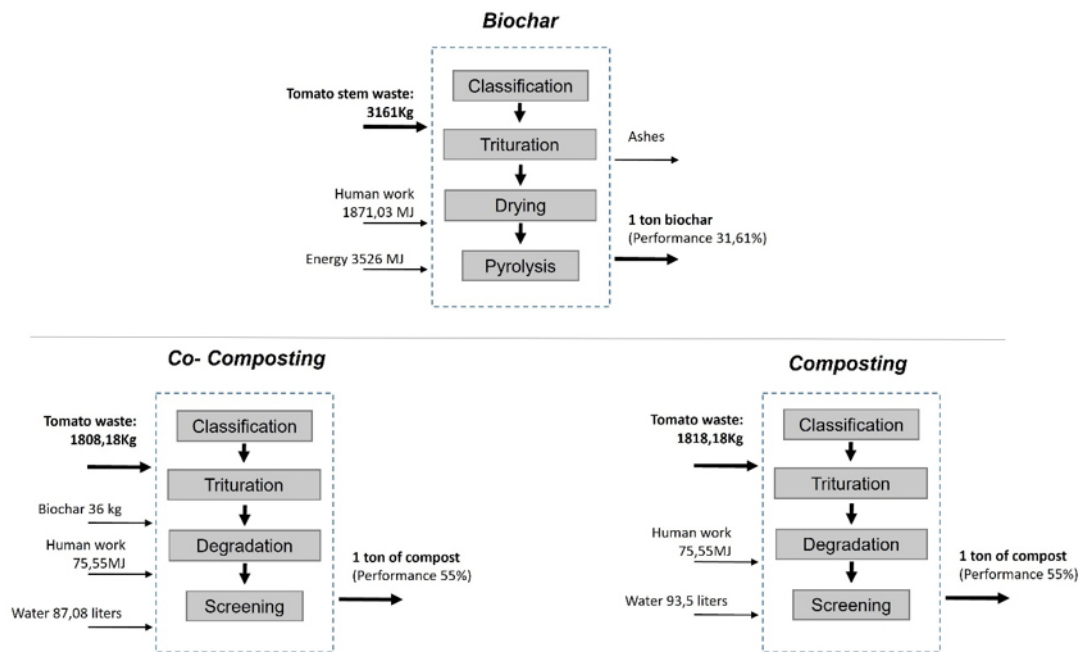 Biochar
Tomato stem waste:
3161Kg
Classification
Trituration
Ashes
Human work
1871,03 MJ
Drying
1 ton biochar
(Performance 31,61%)
Energy 3526 MJ
Pyrolysis
Co- Composting
Tomato waste:
1808,18Kg
Classification
Trituration
Biochar 36 kg
Human work
75,55MJ
Degradation
1 ton of compost
(Performance 55%)
Water 87,08 liters
Screening
Composting
Tomato waste:
1818,18Kg
Classification
Trituration
Human work
75,55MJ
Degradation
1 ton of compost
(Performance 55%)
Water 93,5 liters
Screening